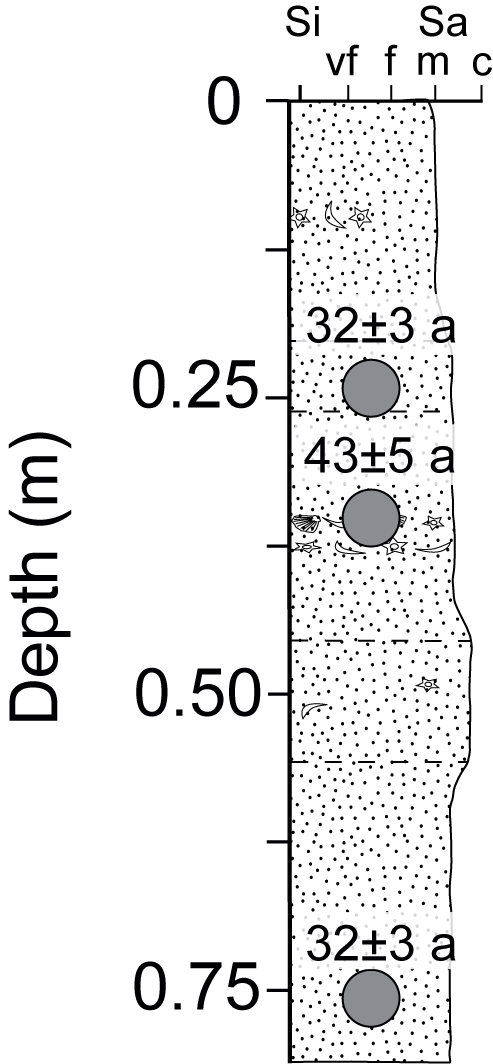 Si Sa
vf f m c
0
32±3 a
0.25
43±5 a
Depth (m)
0.50
32±3 a
0.75